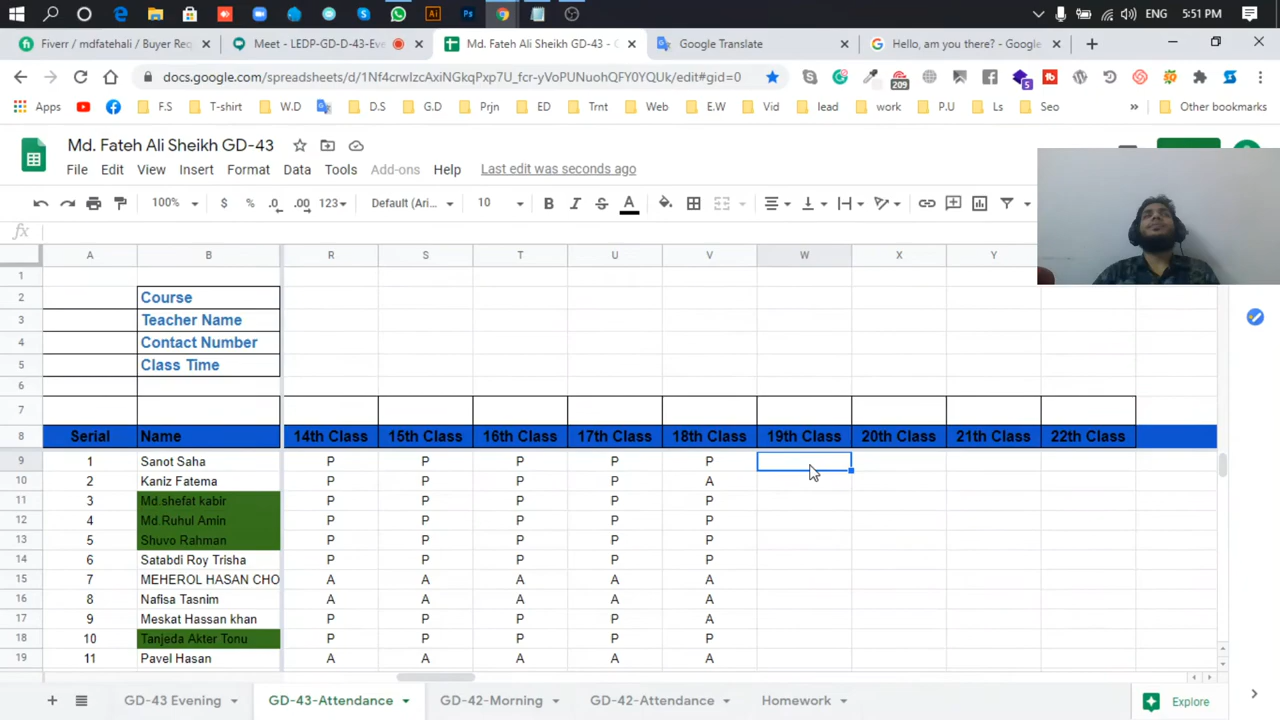 ENG 5:51 PM
Fiverr / mdfatehali / Buyer Req
Meet - LEDP-GD-D-43-Eve
Md. Fateh Ali Sheikh GD-43 -
Google Translate
Hello, am you there? - Google
docs.google.com/spreadsheets/d/1Nf4crwIzcAxiNGkqPxp7U_fcr-yVoPUNuohQFY0YQUk/edit#gid=0
209
5
Apps F.S T-shirt W.D D.S G.D Prjn ED Trnt Web E.W Vid lead work P.U Ls Seo Other bookmarks
Md. Fateh Ali Sheikh GD-43
File Edit View Insert Format Data Tools Add-ons Help Last edit was seconds ago
100% $ % .0 .00 123 Default (Ari... 10 B I S A
fx
A B R S T U V W X Y
1
2 Course
3 Teacher Name
4 Contact Number
5 Class Time
6
7
8 Serial Name 14th Class 15th Class 16th Class 17th Class 18th Class 19th Class 20th Class 21th Class 22th Class
9 1 Sanot Saha P P P P P
10 2 Kaniz Fatema P P P P A
11 3 Md.shefat kabir P P P P P
12 4 Md.Ruhul Amin P P P P P
13 5 Shuvo Rahman P P P P P
14 6 Satabdi Roy Trisha P P P P P
15 7 MEHEROL HASAN CHO A A A A A
16 8 Nafisa Tasnim A A A A A
17 9 Meskat Hassan khan P P P P A
18 10 Tanjeda Akter Tonu P P P P P
19 11 Pavel Hasan A A A A A
GD-43 Evening GD-43-Attendance GD-42-Morning GD-42-Attendance Homework Explore